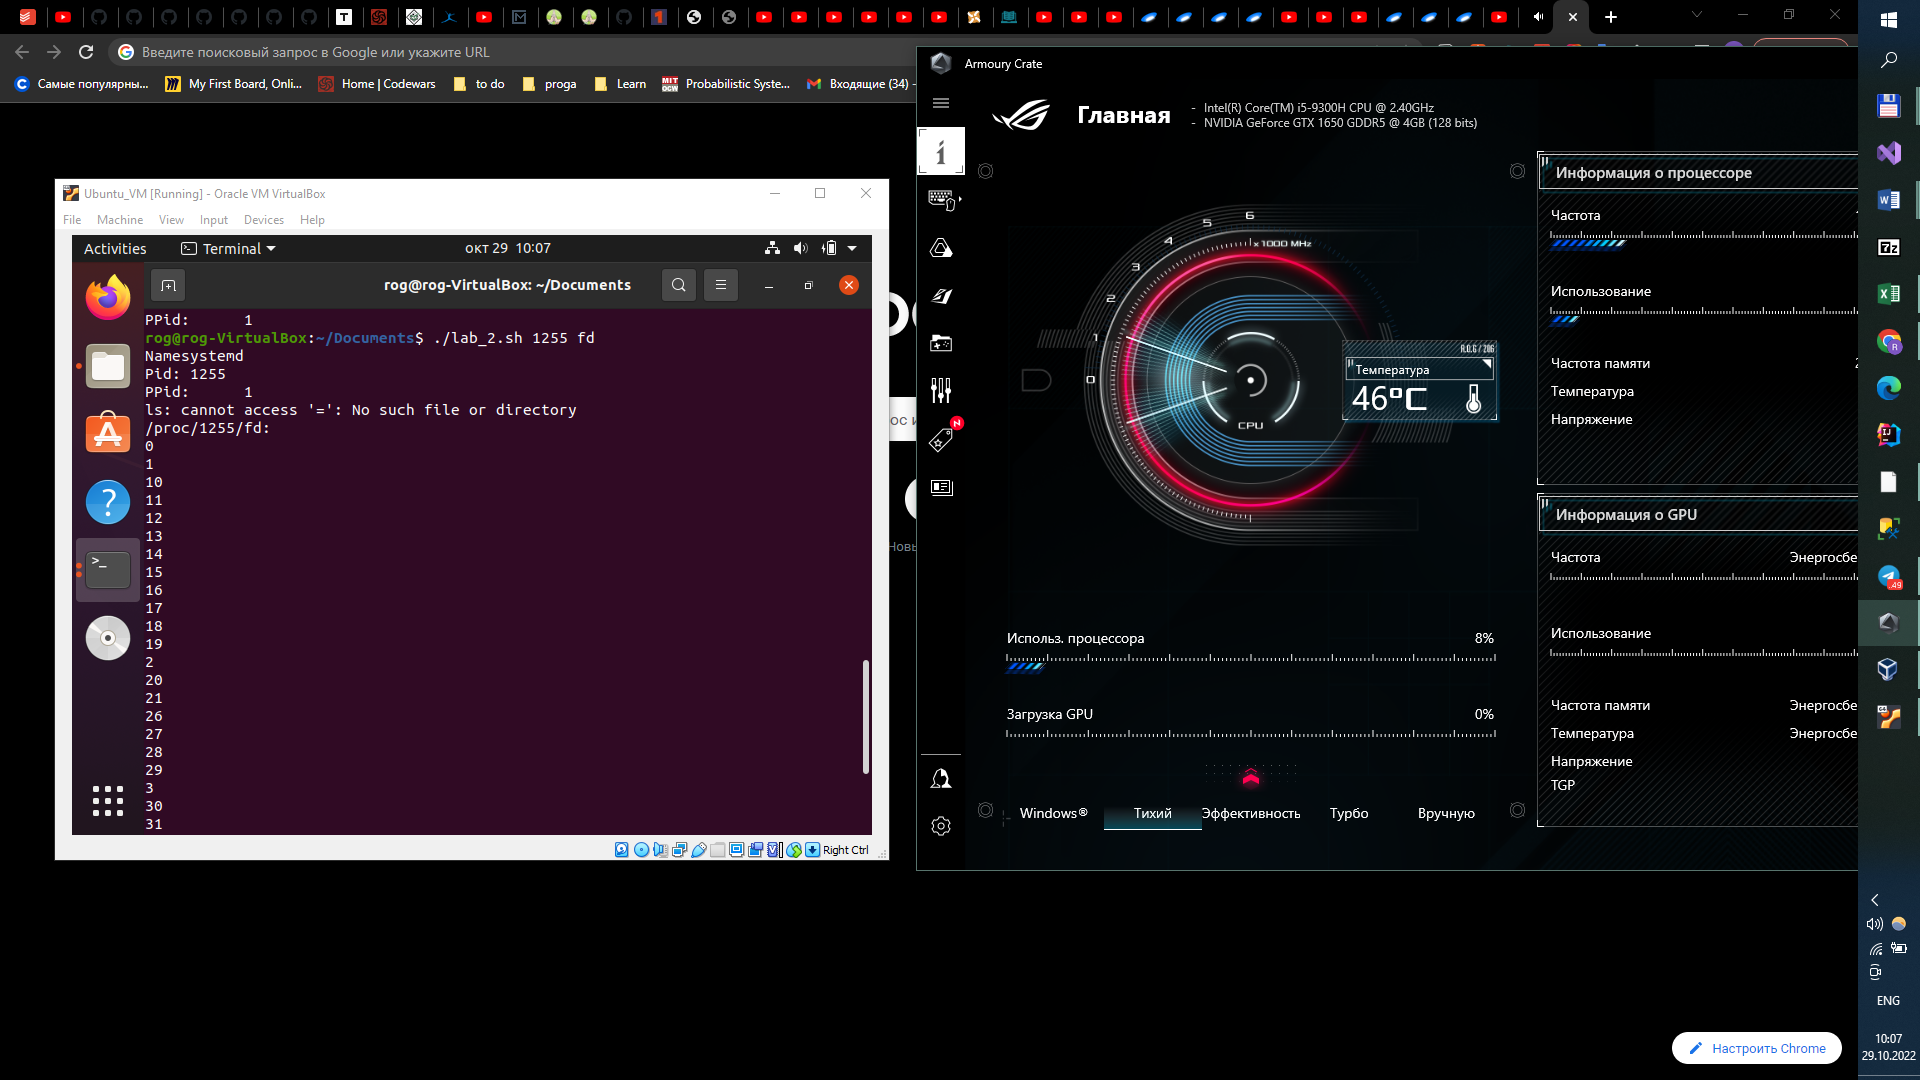 Введите поисковый запрос в Google или укажите URL
Самые популярны...
My First Board, Onli...
Home | Codewars
to do
proga
Learn
Probabilistic Syste...
Входящие (34) -
Ubuntu_VM [Running] - Oracle VM VirtualBox
File Machine View Input Devices Help
Activities
Terminal
окт 29 10:07
rog@rog-VirtualBox: ~/Documents
PPid: 1
rog@rog-VirtualBox:~/Documents$ ./lab_2.sh 1255 fd
Namesystemd
Pid: 1255
PPid: 1
ls: cannot access '=': No such file or directory
/proc/1255/fd:
0
1
10
11
12
13
14
15
16
17
18
19
2
20
21
26
27
28
29
3
30
31
Right Ctrl
Armoury Crate
Главная
- Intel(R) Core(TM) i5-9300H CPU @ 2.40GHz
- NVIDIA GeForce GTX 1650 GDDR5 @ 4GB (128 bits)
0
1
2
3
4
5
6
x 1000 MHz
CPU
R.O.G / 286
Температура
46°C
Использ. процессора 8%
Загрузка GPU 0%
Windows®
Тихий
Эффективность
Турбо
Вручную
Информация о процессоре
Частота
Использование
Частота памяти
Температура
Напряжение
Информация о GPU
Частота Энергосбе
Использование
Частота памяти Энергосбе
Температура Энергосбе
Напряжение
TGP
Настроить Chrome
ENG
10:07
29.10.2022